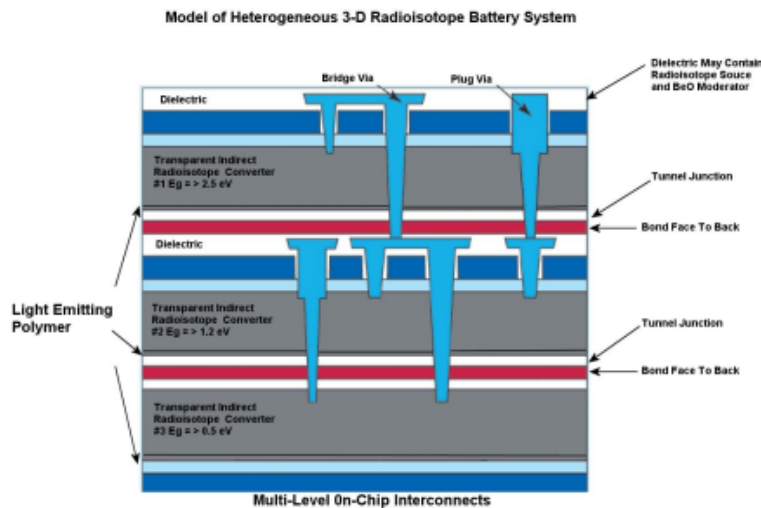 Model of Heterogeneous 3-D Radioisotope Battery System
Bridge Via
Plug Via
Dielectric May Contain
Radioisotope Souce
and BeO Moderator
Dielectric
Transparent Indirect
Radioisotope Converter
#1 Eg = > 2.5 eV
Tunnel Junction
Bond Face To Back
Dielectric
Light Emitting
Polymer
Transparent Indirect
Radioisotope Converter
#2 Eg = > 1.2 eV
Tunnel Junction
Bond Face To Back
Transparent Indirect
Radioisotope Converter
#3 Eg = > 0.5 eV
Multi-Level 0n-Chip Interconnects